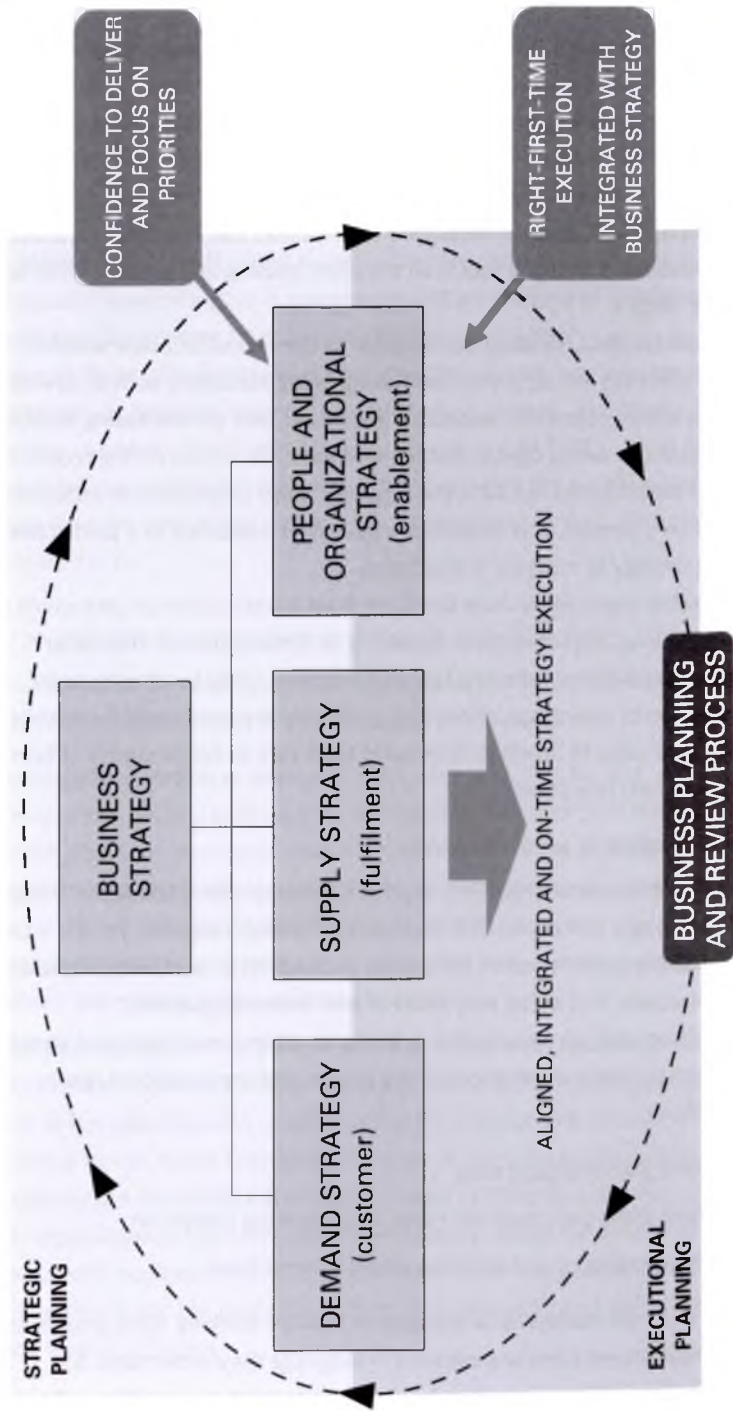 STRATEGIC
PLANNING
BUSINESS
STRATEGY
CONFIDENCE TO DELIVER
AND FOCUS ON
PRIORITIES
DEMAND STRATEGY
(customer)
SUPPLY STRATEGY
(fulfillment)
PEOPLE AND
ORGANIZATIONAL
STRATEGY
(enablement)
ALIGNED, INTEGRATED AND ON-TIME STRATEGY EXECUTION
RIGHT-FIRST-TIME
EXECUTION
INTEGRATED WITH
BUSINESS STRATEGY
EXECUTIONAL
PLANNING
BUSINESS PLANNING
AND REVIEW PROCESS